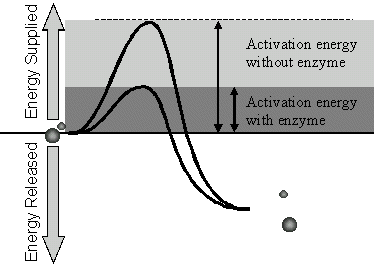 Energy Supplied
Activation energy
without enzyme
Activation energy
with enzyme
Energy Released